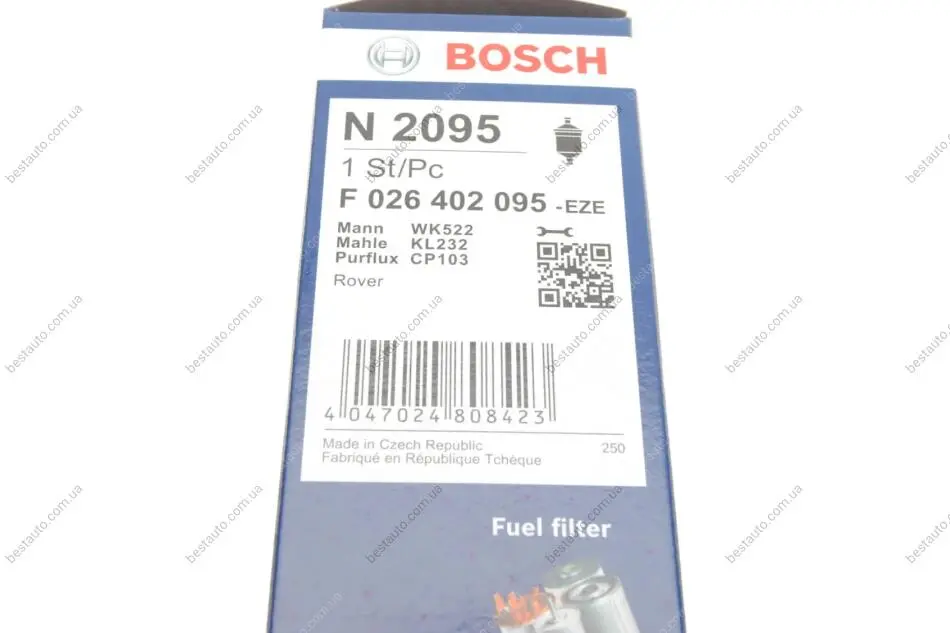 BOSCH
N 2095
1 St/Pc
F 026 402 095 -EZE
Mann WK522
Mahle KL232
Purflux CP103
Rover
4 047024 808423
Made in Czech Republic 250
Fabriqué en République Tchèque
Fuel filter
bestauto.com.ua